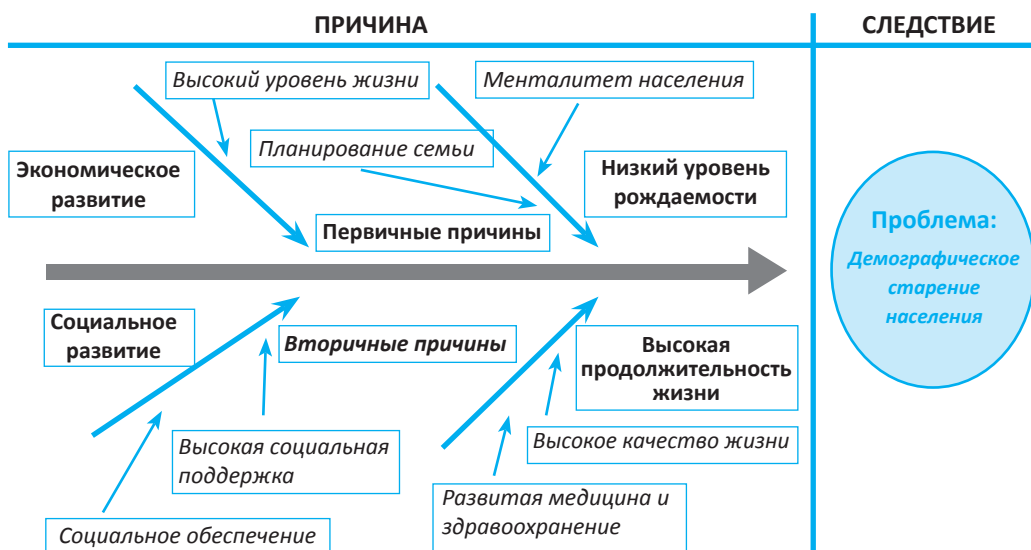 ПРИЧИНА
СЛЕДСТВИЕ
Высокий уровень жизни
Менталитет населения
Планирование семьи
Экономическое
развитие
Низкий уровень
рождаемости
Первичные причины
Проблема:
Демографическое
старение
населения
Социальное
развитие
Вторичные причины
Высокая
продолжительность
жизни
Высокая социальная
поддержка
Высокое качество жизни
Развитая медицина и
здравоохранение
Социальное обеспечение